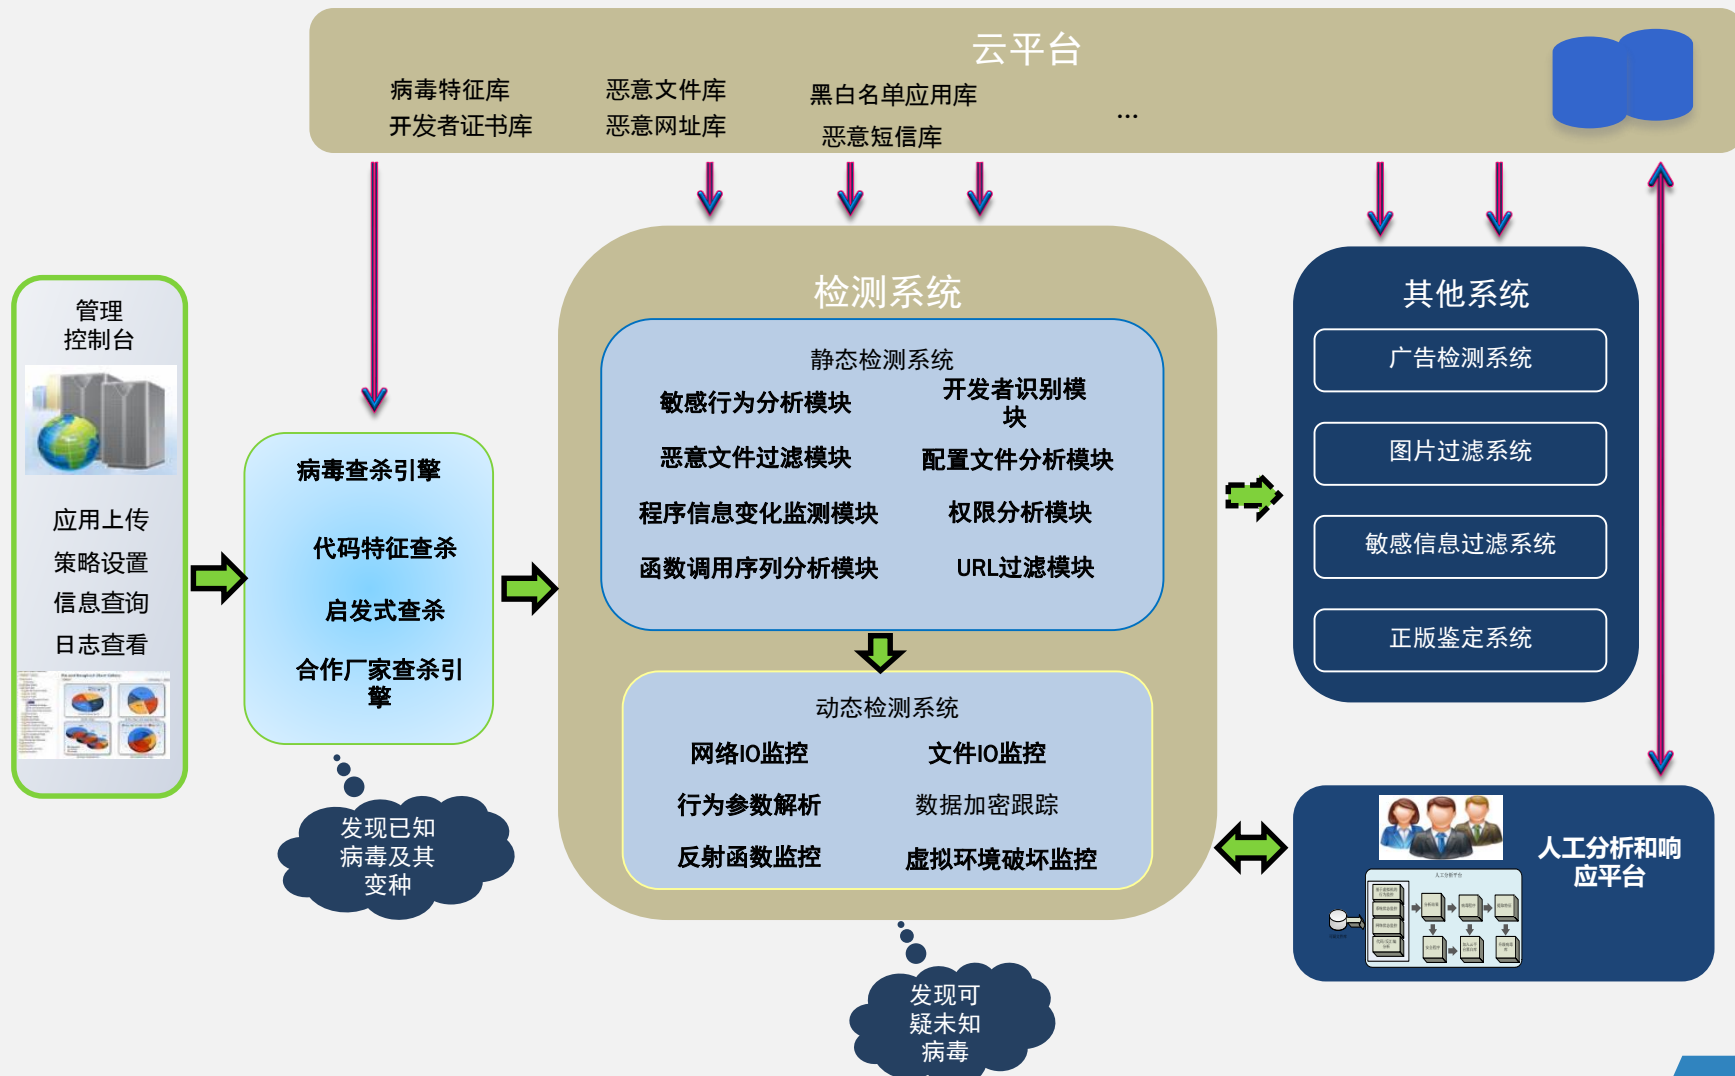 云平台
病毒特征库
恶意文件库
黑白名单应用库
开发者证书库
恶意网址库
恶意短信库
...
管理
控制台
应用上传
策略设置
信息查询
日志查看
病毒查杀引擎
代码特征查杀
启发式查杀
合作厂家查杀引
擎
发现已知
病毒及其
变种
检测系统
静态检测系统
敏感行为分析模块
开发者识别模
块
恶意文件过滤模块
配置文件分析模块
程序信息变化监测模块
权限分析模块
函数调用序列分析模块
URL过滤模块
动态检测系统
网络IO监控
文件IO监控
行为参数解析
数据加密跟踪
反射函数监控
虚拟环境破坏监控
发现可
疑未知
病毒
其他系统
广告检测系统
图片过滤系统
敏感信息过滤系统
正版鉴定系统
人工分析和响
应平台
人工分析平台